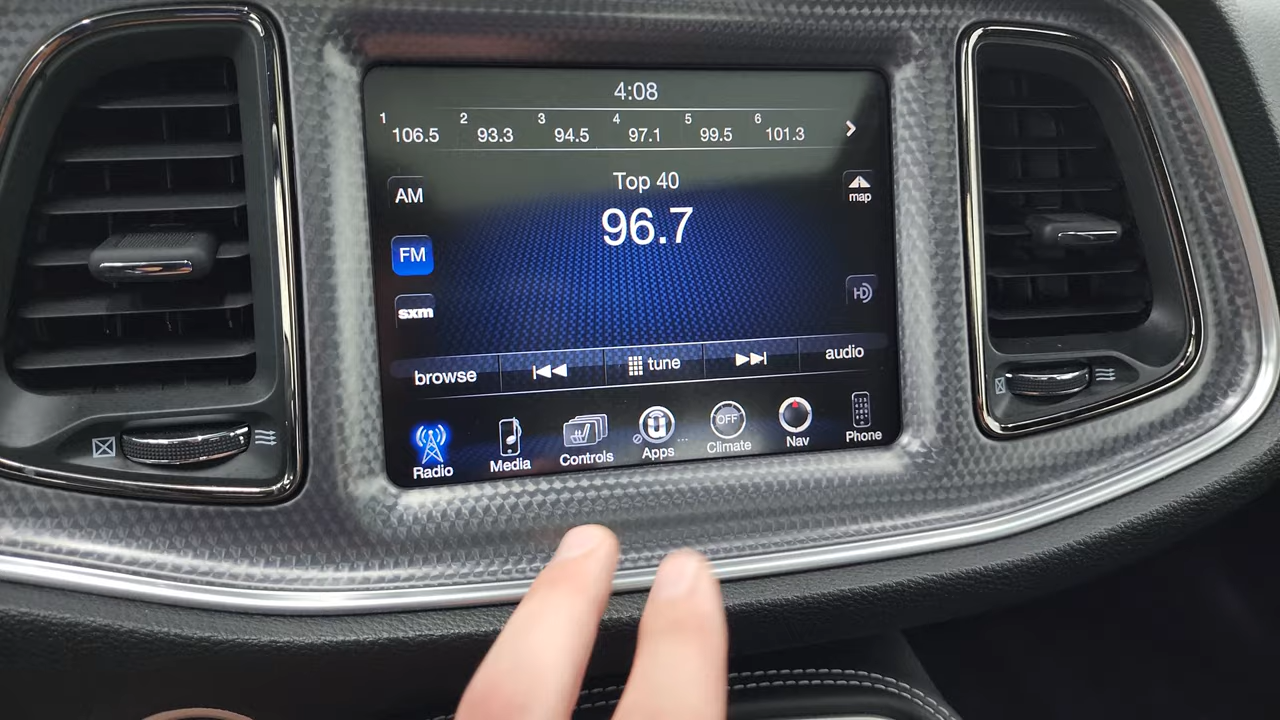 4:08
1 106.5 2 93.3 3 94.5 4 97.1 5 99.5 6 101.3
Top 40
96.7
AM
map
FM
HD
sxm
browse tune audio
OFF
Radio Media Controls Apps Climate Nav Phone